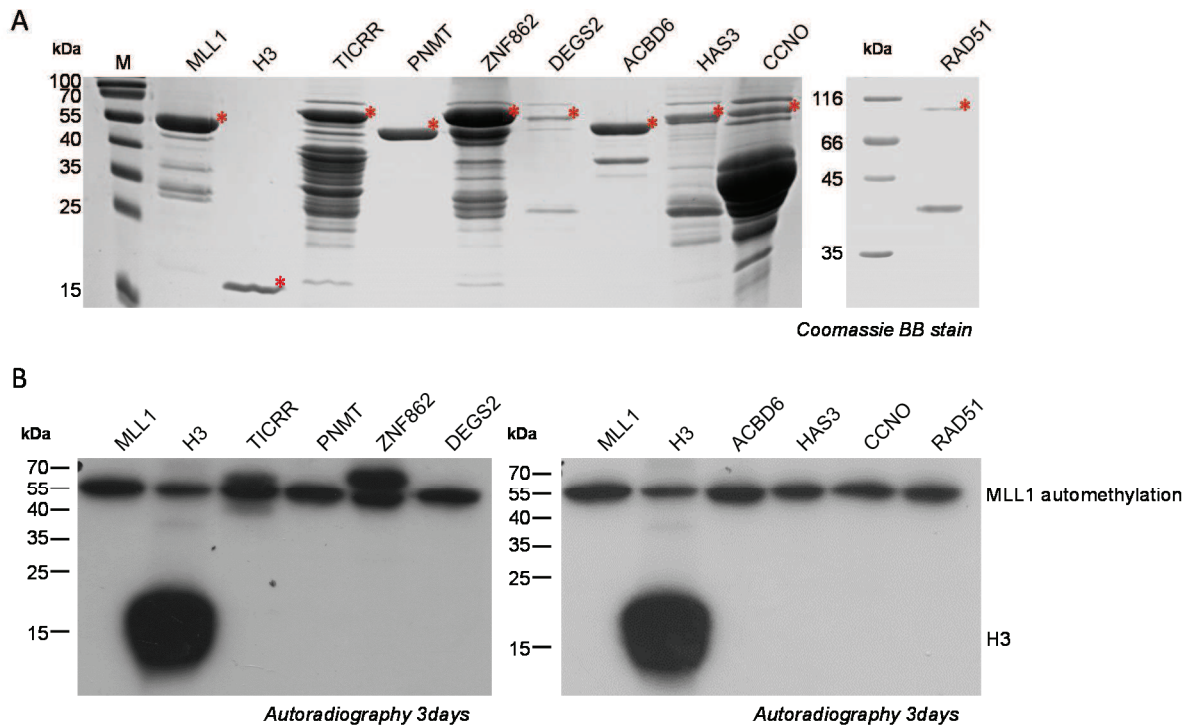 A
kDa
M
MLL1
H3
TICRR
PNMT
ZNF862
DEGS2
ACBD6
HAS3
CCNO
kDa
RAD51
100
70
55
40
35
25
15
*
*
*
*
*
*
*
*
*
*
116
66
45
35
Coomassie BB stain
B
kDa
MLL1
H3
TICRR
PNMT
ZNF862
DEGS2
kDa
MLL1
H3
ACBD6
HAS3
CCNO
RAD51
70
55
40
35
25
15
70
55
40
35
25
15
MLL1 automethylation
H3
Autoradiography 3days
Autoradiography 3days